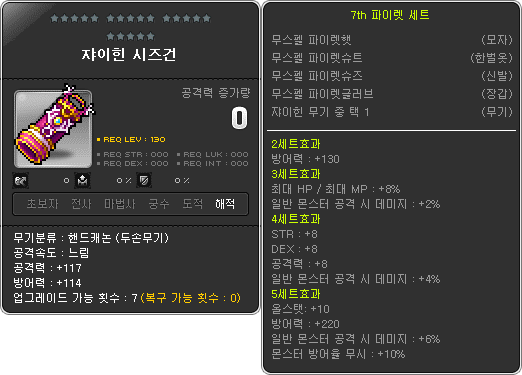 쟈이힌 시즈건
공격력 증가량
0
REQ LEV : 130
REQ STR : 000
REQ LUK : 000
REQ DEX : 000
REQ INT : 000
0
0 %
0 %
초보자 전사 마법사 궁수 도적 해적
무기분류 : 핸드캐논 (두손무기)
공격속도 : 느림
공격력 : +117
방어력 : +114
업그레이드 가능 횟수 : 7 (복구 가능 횟수 : 0)
7th 파이렛 세트
무스펠 파이렛햇 (모자)
무스펠 파이렛슈트 (한벌옷)
무스펠 파이렛슈즈 (신발)
무스펠 파이렛글러브 (장갑)
쟈이힌 무기 중 택 1 (무기)
2세트효과
방어력 : +130
3세트효과
최대 HP / 최대 MP : +8%
일반 몬스터 공격 시 데미지 : +2%
4세트효과
STR : +8
DEX : +8
공격력 : +8
일반 몬스터 공격 시 데미지 : +4%
5세트효과
올스탯: +10
방어력 : +220
일반 몬스터 공격 시 데미지 : +6%
몬스터 방어율 무시 : +10%